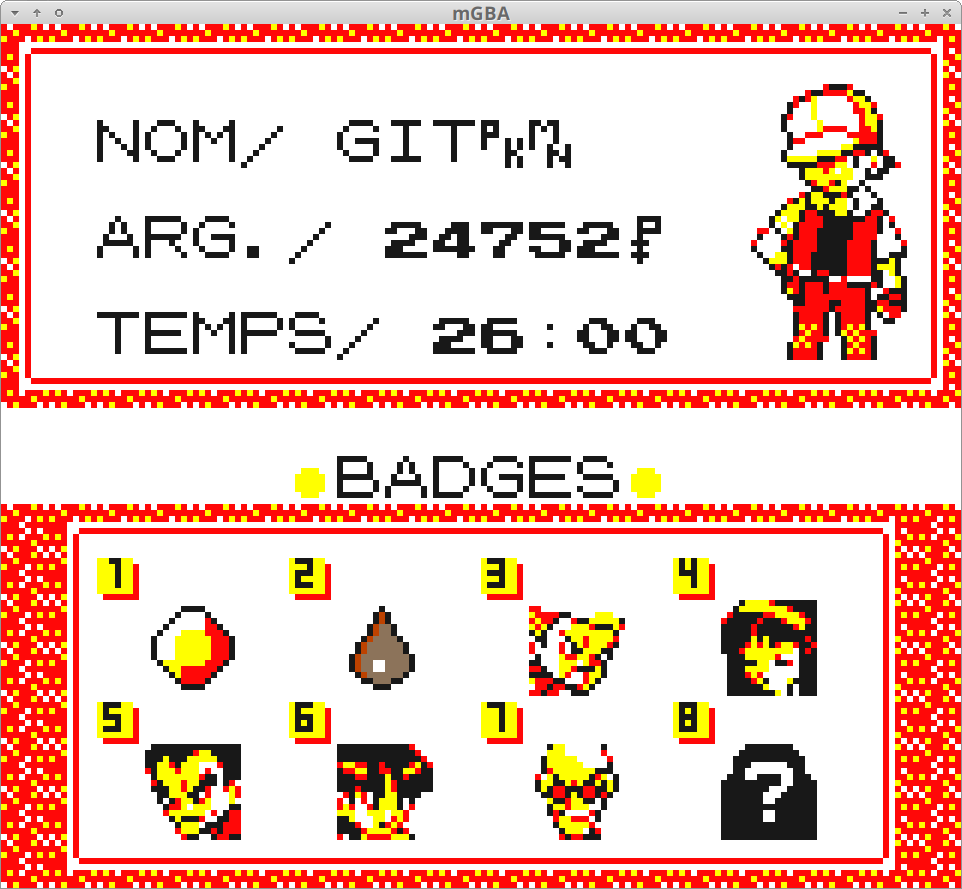 mGBA
NOM/ GITPKMN
ARG./ 24752₽
TEMPS/ 26:00
BADGES
1 2 3 4
5 6 7 8
?